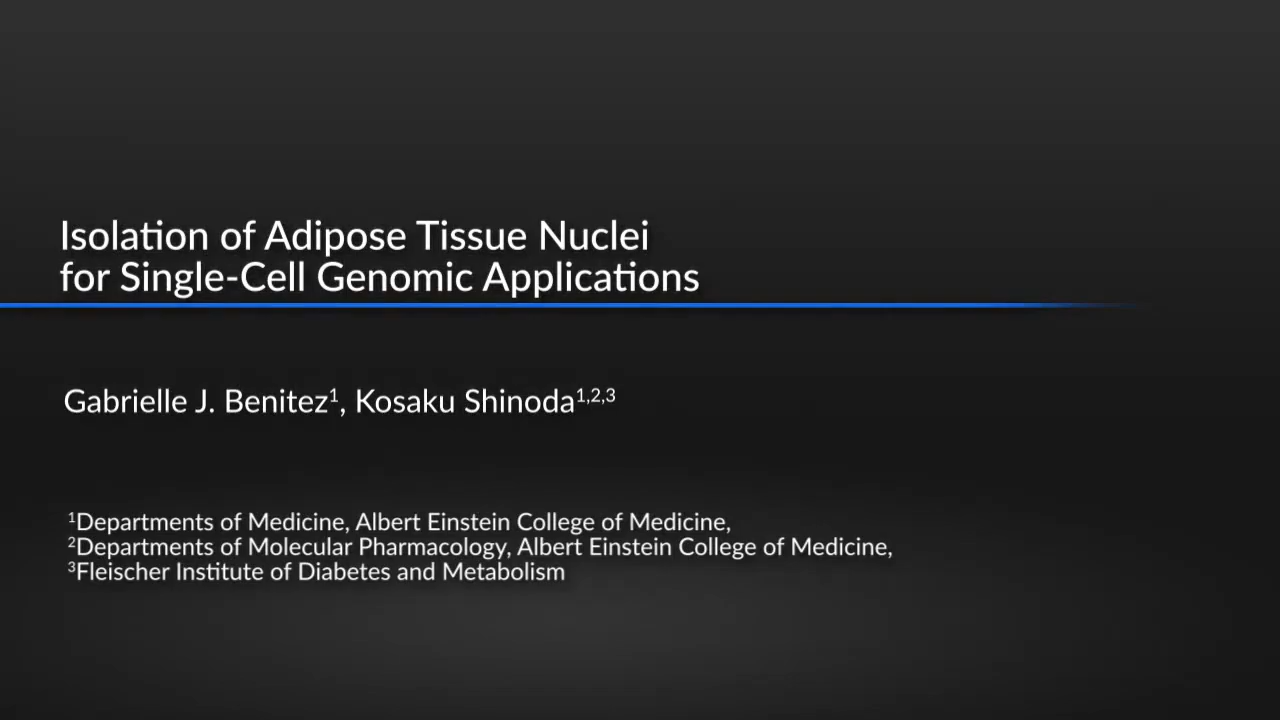 Isolation of Adipose Tissue Nuclei
for Single-Cell Genomic Applications
Gabrielle J. Benitez¹, Kosaku Shinoda¹,²,³
¹Departments of Medicine, Albert Einstein College of Medicine,
²Departments of Molecular Pharmacology, Albert Einstein College of Medicine,
³Fleischer Institute of Diabetes and Metabolism